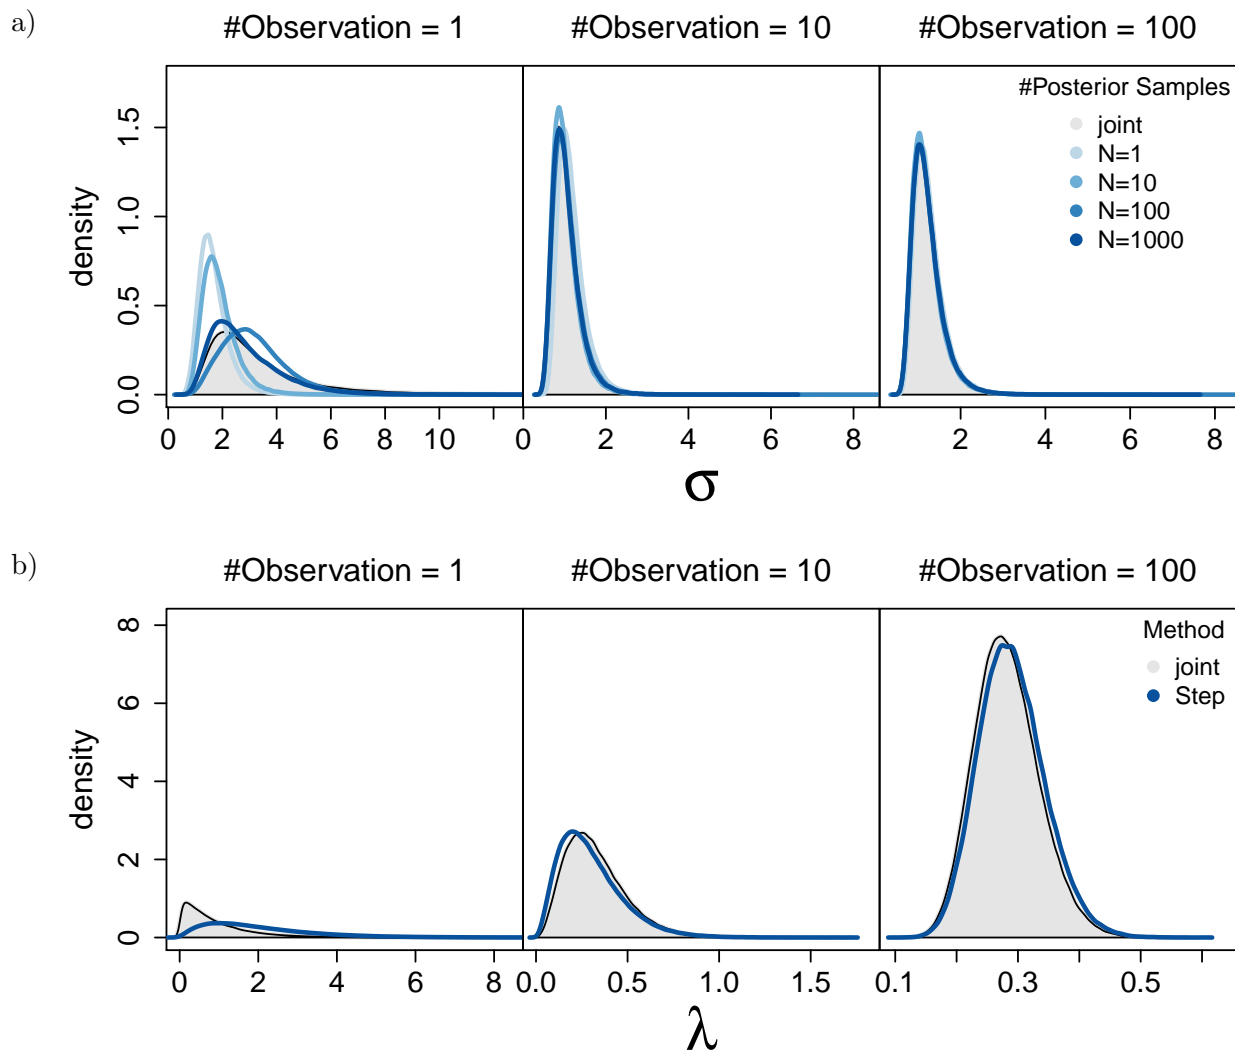 a)
#Observation = 1
#Observation = 10
#Observation = 100
density
0.0
0.5
1.0
1.5
#Posterior Samples
joint
N=1
N=10
N=100
N=1000
0 2 4 6 8 10
0 2 4 6 8
2 4 6 8
σ
b)
#Observation = 1
#Observation = 10
#Observation = 100
density
0
2
4
6
8
Method
joint
Step
0 2 4 6 8
0.0 0.5 1.0 1.5
0.1 0.3 0.5
λ